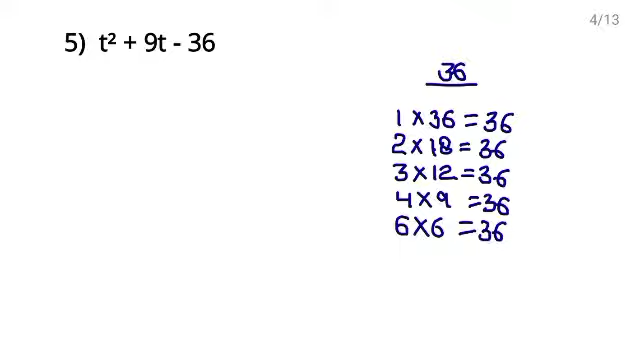 4/13
5) t² + 9t - 36
36
1 × 36 = 36
2 × 18 = 36
3 × 12 = 36
4 × 9 = 36
6 × 6 = 36